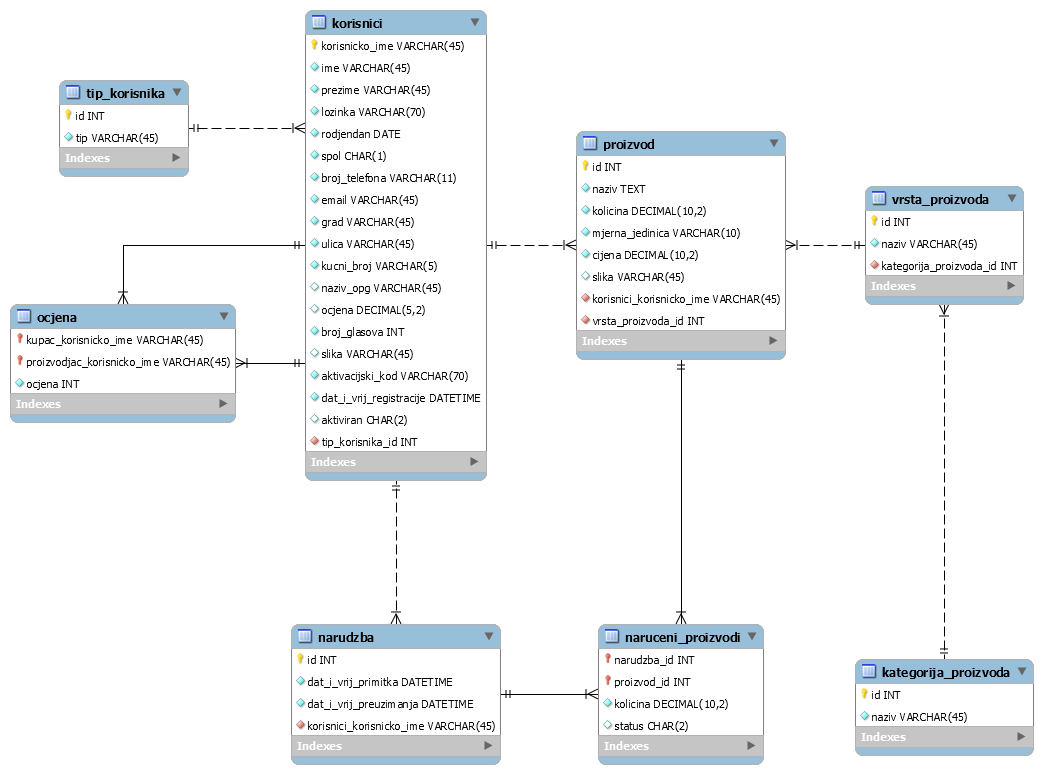 korisnici
korisnicko_ime VARCHAR(45)
ime VARCHAR(45)
prezime VARCHAR(45)
lozinka VARCHAR(70)
rodjendan DATE
spol CHAR(1)
broj_telefona VARCHAR(11)
email VARCHAR(45)
grad VARCHAR(45)
ulica VARCHAR(45)
kucni_broj VARCHAR(5)
naziv_opg VARCHAR(45)
ocjena DECIMAL(5,2)
broj_glasova INT
slika VARCHAR(45)
aktivacijski_kod VARCHAR(70)
dat_i_vrij_registracije DATETIME
aktiviran CHAR(2)
tip_korisnika_id INT
Indexes
tip_korisnika
id INT
tip VARCHAR(45)
Indexes
proizvod
id INT
naziv TEXT
kolicina DECIMAL(10,2)
mjerna_jedinica VARCHAR(10)
cijena DECIMAL(10,2)
slika VARCHAR(45)
korisnici_korisnicko_ime VARCHAR(45)
vrsta_proizvoda_id INT
Indexes
vrsta_proizvoda
id INT
naziv VARCHAR(45)
kategorija_proizvoda_id INT
Indexes
ocjena
kupac_korisnicko_ime VARCHAR(45)
proizvodjac_korisnicko_ime VARCHAR(45)
ocjena INT
Indexes
narudzba
id INT
dat_i_vrij_primitka DATETIME
dat_i_vrij_preuzimanja DATETIME
korisnici_korisnicko_ime VARCHAR(45)
Indexes
naruceni_proizvodi
narudzba_id INT
proizvod_id INT
kolicina DECIMAL(10,2)
status CHAR(2)
Indexes
kategorija_proizvoda
id INT
naziv VARCHAR(45)
Indexes